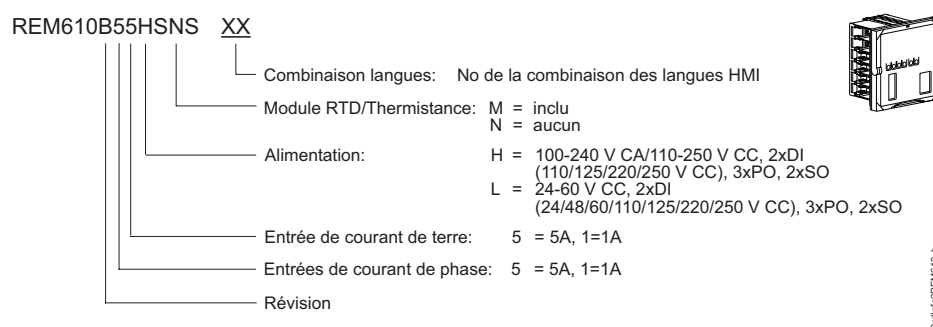 REM610B55HSNS XX
Combinaison langues: No de la combinaison des langues HMI
Module RTD/Thermistance: M = inclu
N = aucun
Alimentation: H = 100-240 V CA/110-250 V CC, 2xDI
(110/125/220/250 V CC), 3xPO, 2xSO
L = 24-60 V CC, 2xDI
(24/48/60/110/125/220/250 V CC), 3xPO, 2xSO
Entrée de courant de terre: 5 = 5A, 1=1A
Entrées de courant de phase: 5 = 5A, 1=1A
Révision